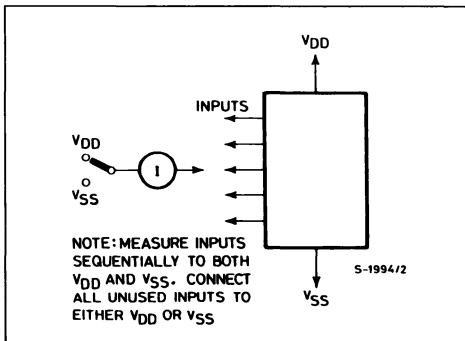 VDD
INPUTS
VDD
I
VSS
NOTE: MEASURE INPUTS
SEQUENTIALLY TO BOTH
VDD AND VSS. CONNECT
ALL UNUSED INPUTS TO
EITHER VDD OR VSS
S-1994/2
VSS